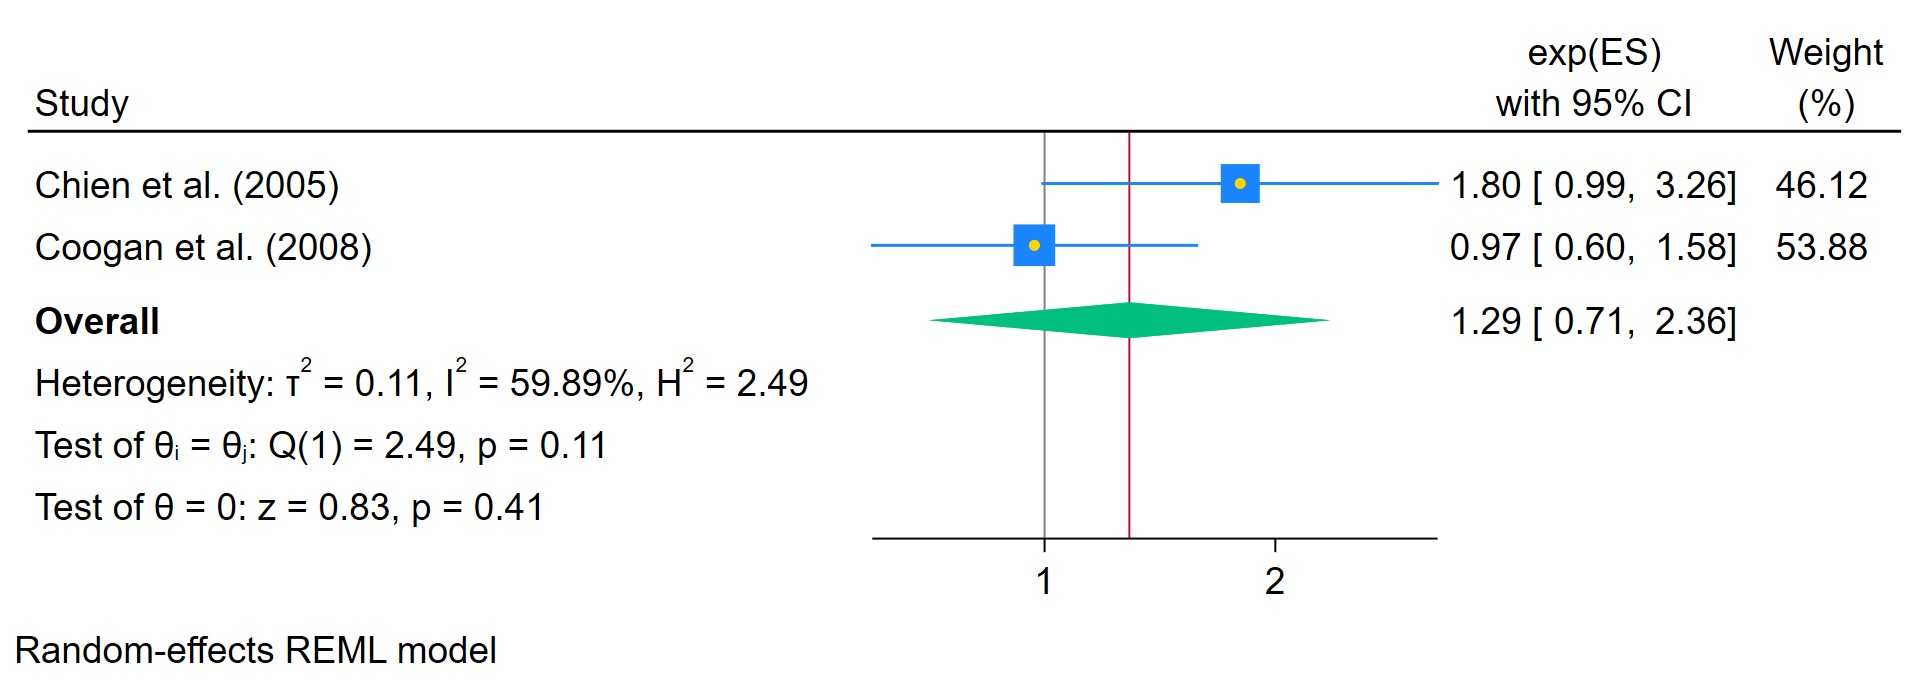 exp(ES) Weight
Study with 95% CI (%)
Chien et al. (2005) 1.80 [ 0.99, 3.26] 46.12
Coogan et al. (2008) 0.97 [ 0.60, 1.58] 53.88
Overall 1.29 [ 0.71, 2.36]
Heterogeneity: τ² = 0.11, I² = 59.89%, H² = 2.49
Test of θᵢ = θⱼ: Q(1) = 2.49, p = 0.11
Test of θ = 0: z = 0.83, p = 0.41
1 2
Random-effects REML model